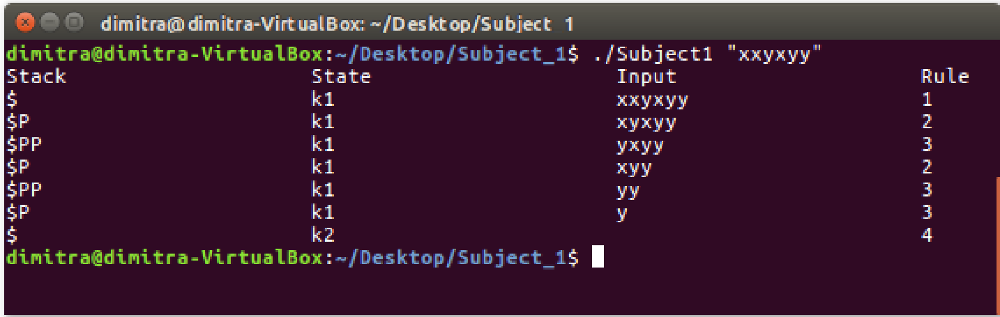 dimitra@dimitra-VirtualBox: ~/Desktop/Subject_1
dimitra@dimitra-VirtualBox:~/Desktop/Subject_1$ ./Subject1 "xxyxyy"
Stack State Input Rule
$ k1 xxyxyy 1
$P k1 xyxyy 2
$PP k1 yxyy 3
$P k1 xyy 2
$PP k1 yy 3
$P k1 y 3
$ k2 4
dimitra@dimitra-VirtualBox:~/Desktop/Subject_1$